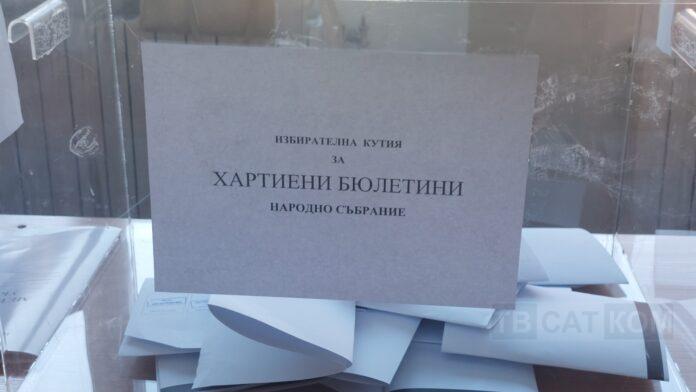 ИЗБИРАТЕЛНА КУТИЯ
ЗА
ХАРТИЕНИ БЮЛЕТИНИ
НАРОДНО СЪБРАНИЕ
ТВ САТ КОМ